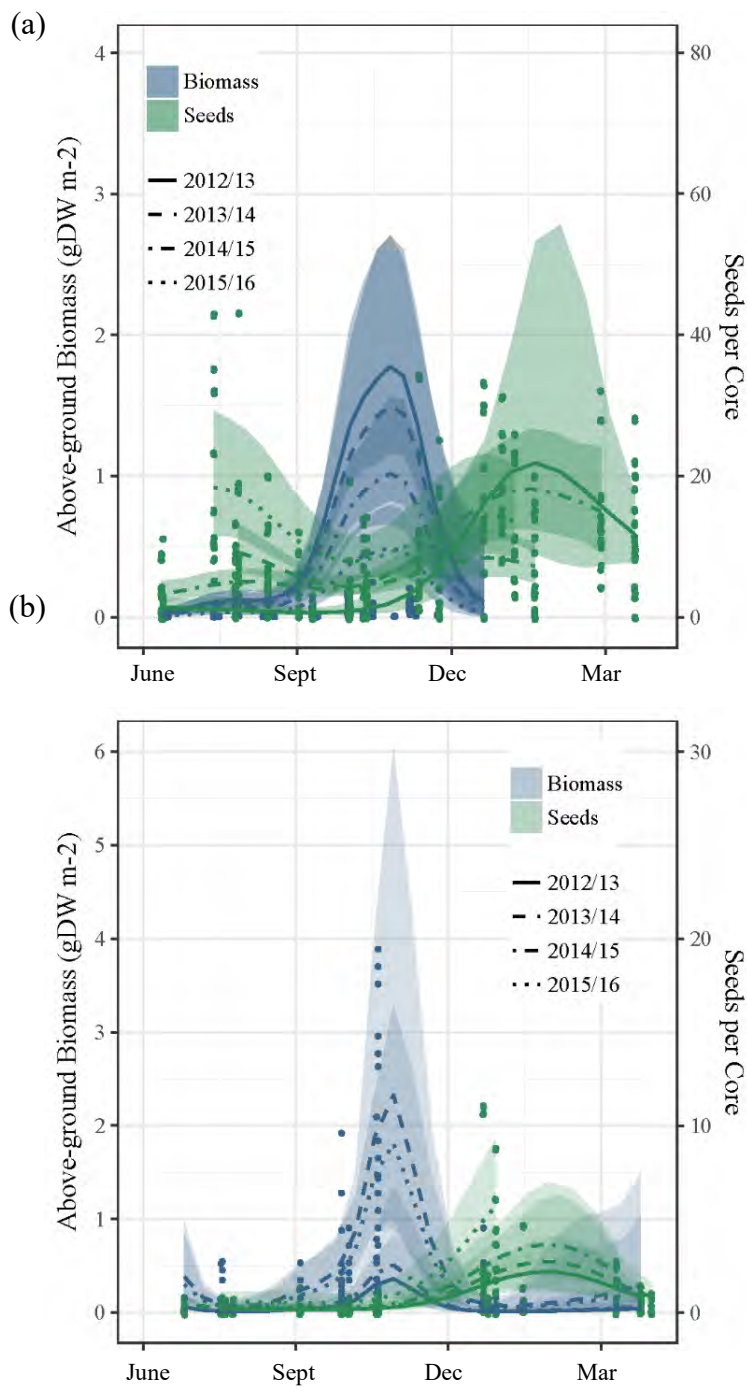 (a)
4
3
2
1
0
Above-ground Biomass (gDW m-2)
Biomass
Seeds
2012/13
2013/14
2014/15
2015/16
80
60
40
20
0
Seeds per Core
June
Sept
Dec
Mar
(b)
6
5
4
3
2
1
0
Above-ground Biomass (gDW m-2)
Biomass
Seeds
2012/13
2013/14
2014/15
2015/16
30
20
10
0
Seeds per Core
June
Sept
Dec
Mar